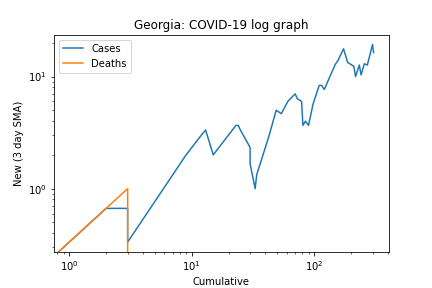 Georgia: COVID-19 log graph
Cases
Deaths
New (3 day SMA)
10¹
10⁰
10⁰
10¹
10²
Cumulative